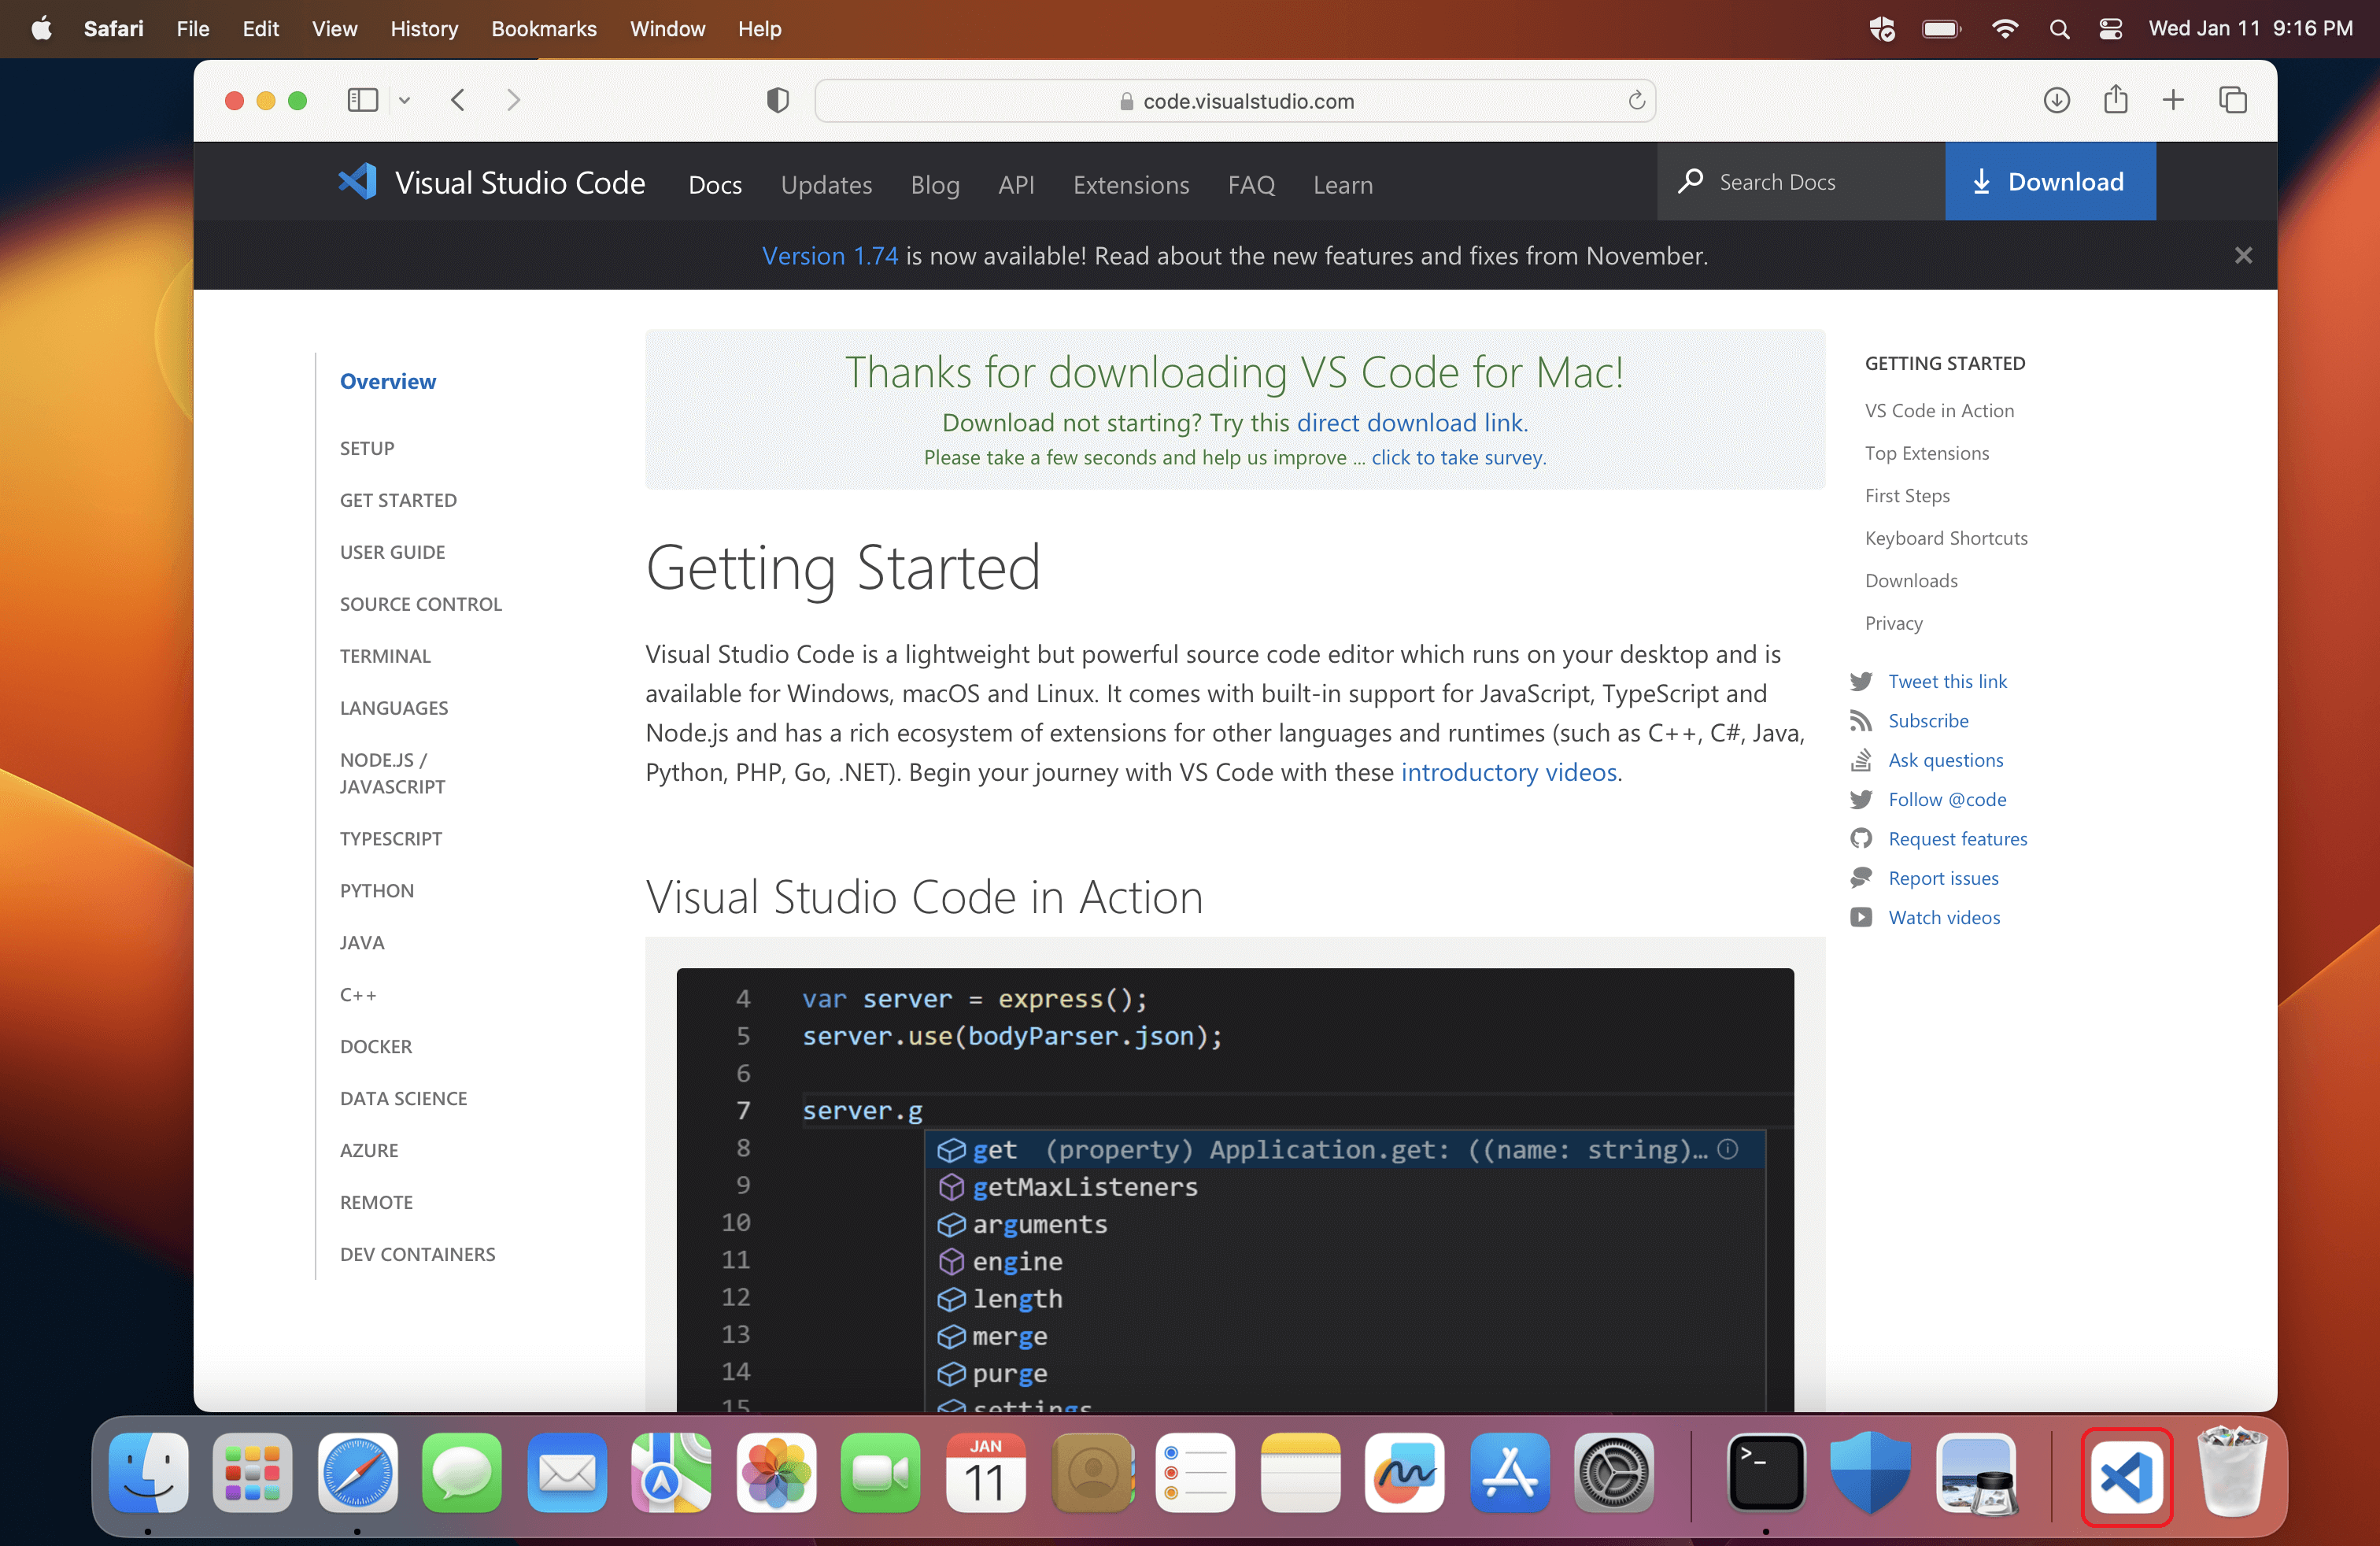 Safari File Edit View History Bookmarks Window Help Wed Jan 11 9:16 PM
code.visualstudio.com
Visual Studio Code Docs Updates Blog API Extensions FAQ Learn Search Docs Download
Version 1.74 is now available! Read about the new features and fixes from November.
Overview
SETUP
GET STARTED
USER GUIDE
SOURCE CONTROL
TERMINAL
LANGUAGES
NODE.JS /
JAVASCRIPT
TYPESCRIPT
PYTHON
JAVA
C++
DOCKER
DATA SCIENCE
AZURE
REMOTE
DEV CONTAINERS
Thanks for downloading VS Code for Mac!
Download not starting? Try this direct download link.
Please take a few seconds and help us improve ... click to take survey.
Getting Started
Visual Studio Code is a lightweight but powerful source code editor which runs on your desktop and is
available for Windows, macOS and Linux. It comes with built-in support for JavaScript, TypeScript and
Node.js and has a rich ecosystem of extensions for other languages and runtimes (such as C++, C#, Java,
Python, PHP, Go, .NET). Begin your journey with VS Code with these introductory videos.
Visual Studio Code in Action
4 var server = express();
5 server.use(bodyParser.json);
6
7 server.g
8 get (property) Application.get: ((name: string)…
9 getMaxListeners
10 arguments
11 engine
12 length
13 merge
14 purge
15 settings
GETTING STARTED
VS Code in Action
Top Extensions
First Steps
Keyboard Shortcuts
Downloads
Privacy
Tweet this link
Subscribe
Ask questions
Follow @code
Request features
Report issues
Watch videos
JAN
11
>_